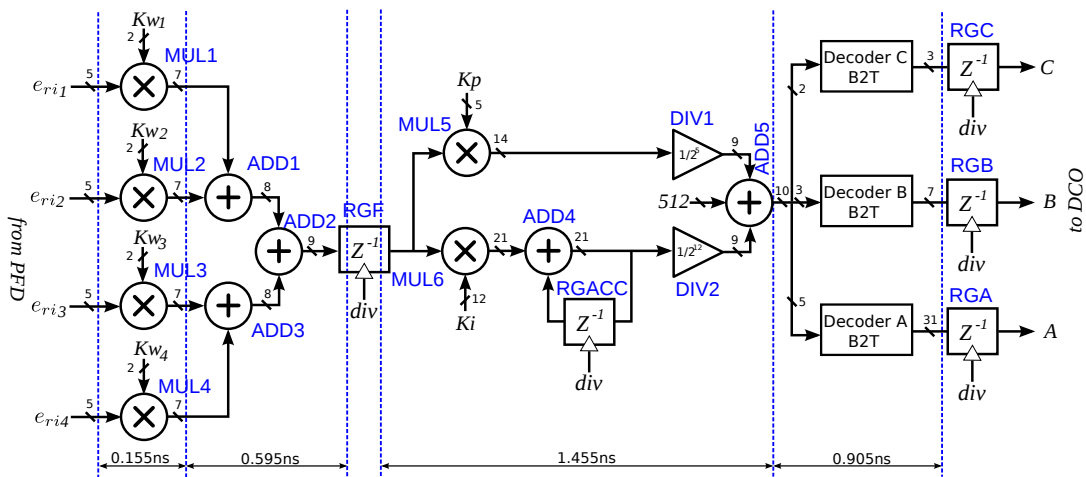 Kw1
2
MUL1
e_ri1
5
7
Kw2
2
MUL2
ADD1
e_ri2
5
7
8
ADD2
9
RGF
Z^-1
div
from PFD
Kw3
2
MUL3
e_ri3
5
7
8
ADD3
Kw4
2
MUL4
e_ri4
5
7
Kp
5
MUL5
14
DIV1
1/2^5
9
ADD5
512
10
3
MUL6
21
12
Ki
ADD4
21
RGACC
Z^-1
div
1/2^12
9
DIV2
2
5
Decoder C
B2T
3
RGC
Z^-1
div
C
Decoder B
B2T
7
RGB
Z^-1
div
B
to DCO
Decoder A
B2T
31
RGA
Z^-1
div
A
0.155ns
0.595ns
1.455ns
0.905ns